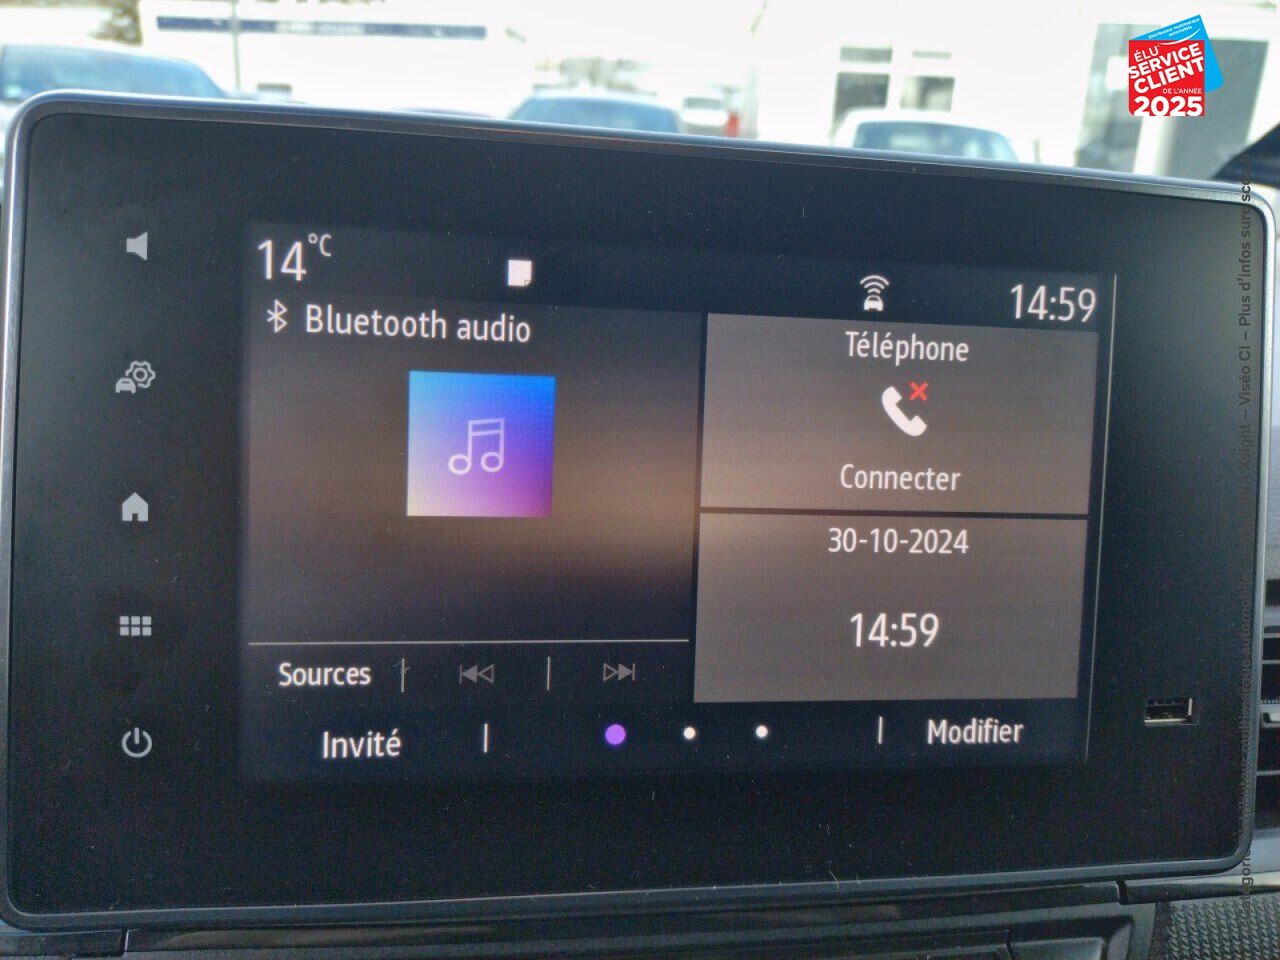 ÉLU
SERVICE
CLIENT
DE L'ANNÉE
2025
14°C
14:59
Bluetooth audio
Téléphone
Connecter
30-10-2024
14:59
Sources
Invité
Modifier
Viséo CI – Plus d'infos sur